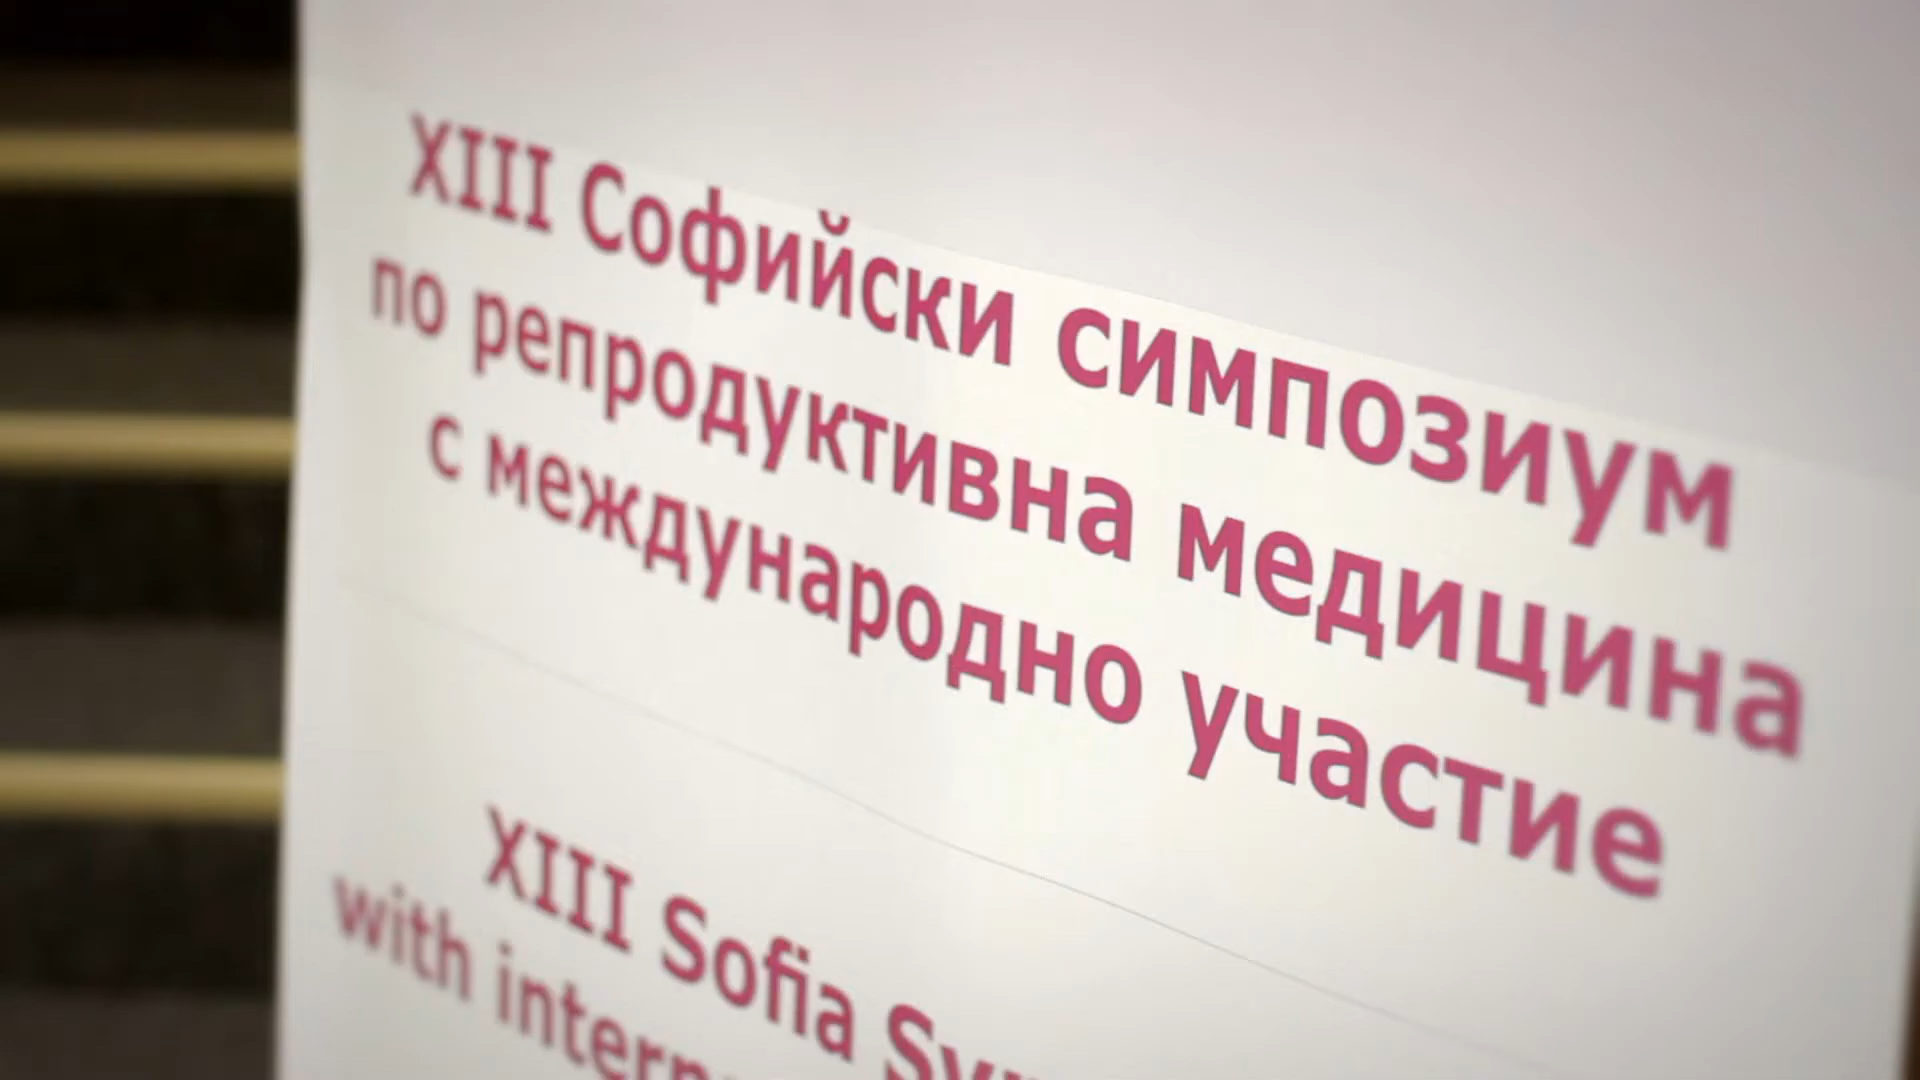 XIII Софийски симпозиум
по репродуктивна медицина
с международно участие
XIII Sofia
with